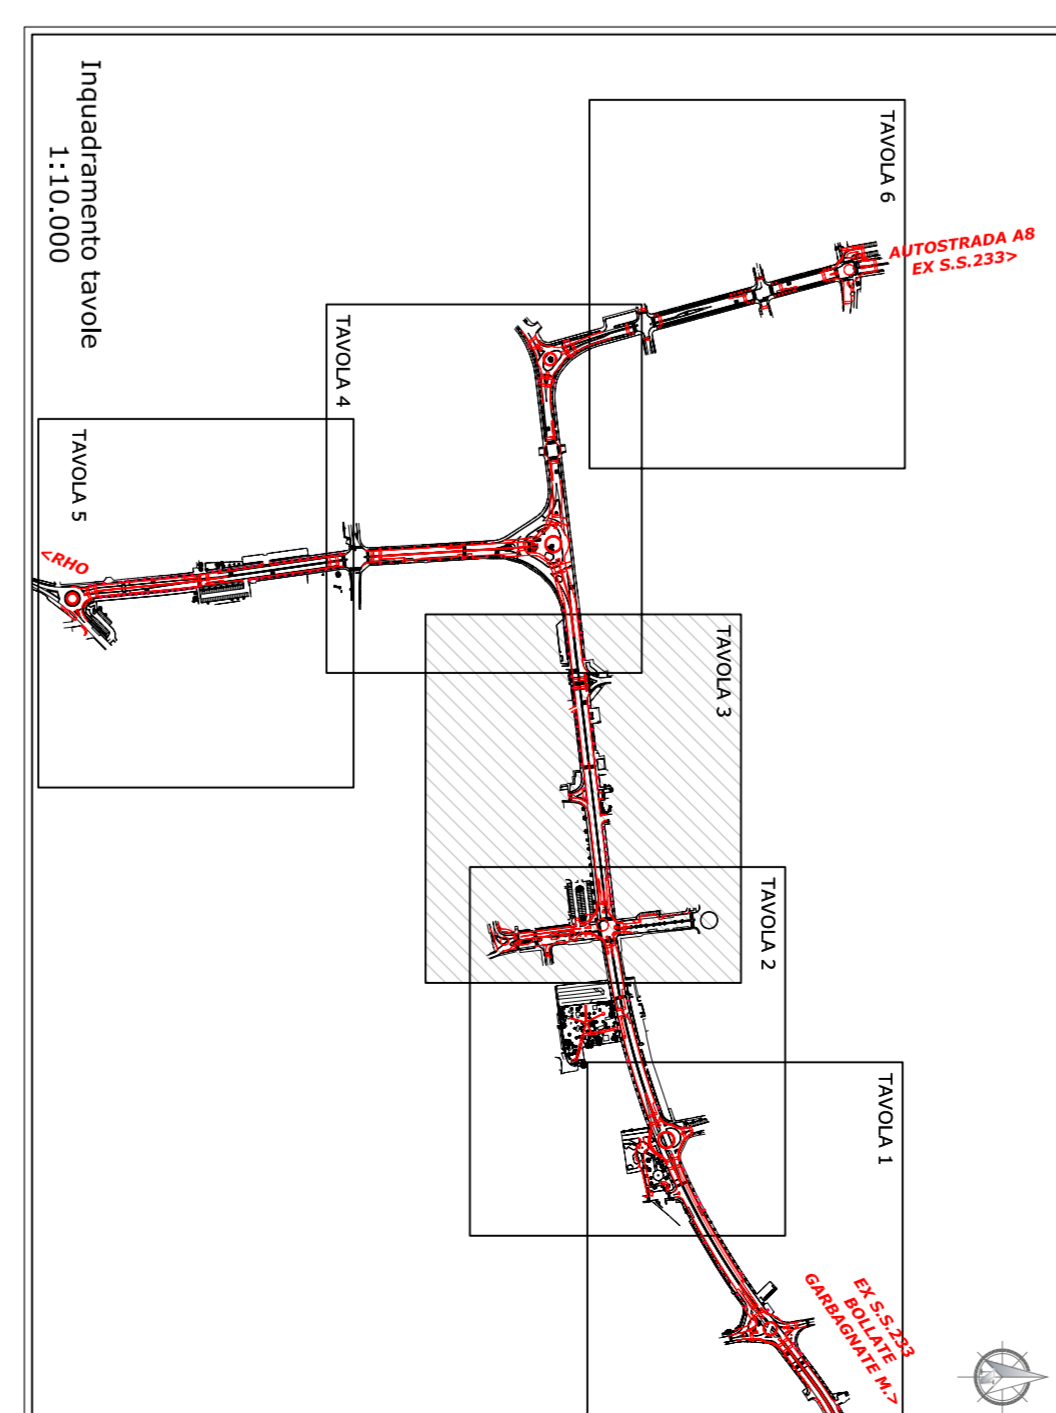 Inquadramento tavole
1:10.000
TAVOLA 6
AUTOSTRADA A8
EX S.S.233>
TAVOLA 4
TAVOLA 5
<RHO
TAVOLA 3
TAVOLA 2
TAVOLA 1
EX S.S.233
BOLLATE
GARBAGNATE M.>